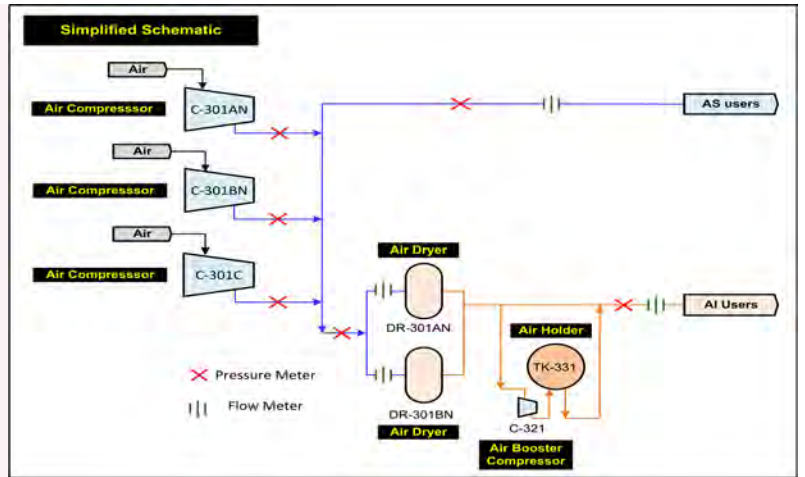 Simplified Schematic
Air
C-301AN
Air Compresssor
AS users
Air
C-301BN
Air Compresssor
Air
C-301C
Air Compresssor
Air Dryer
DR-301AN
AI Users
Air Holder
TK-331
Pressure Meter
Flow Meter
DR-301BN
Air Dryer
C-321
Air Booster
Compressor